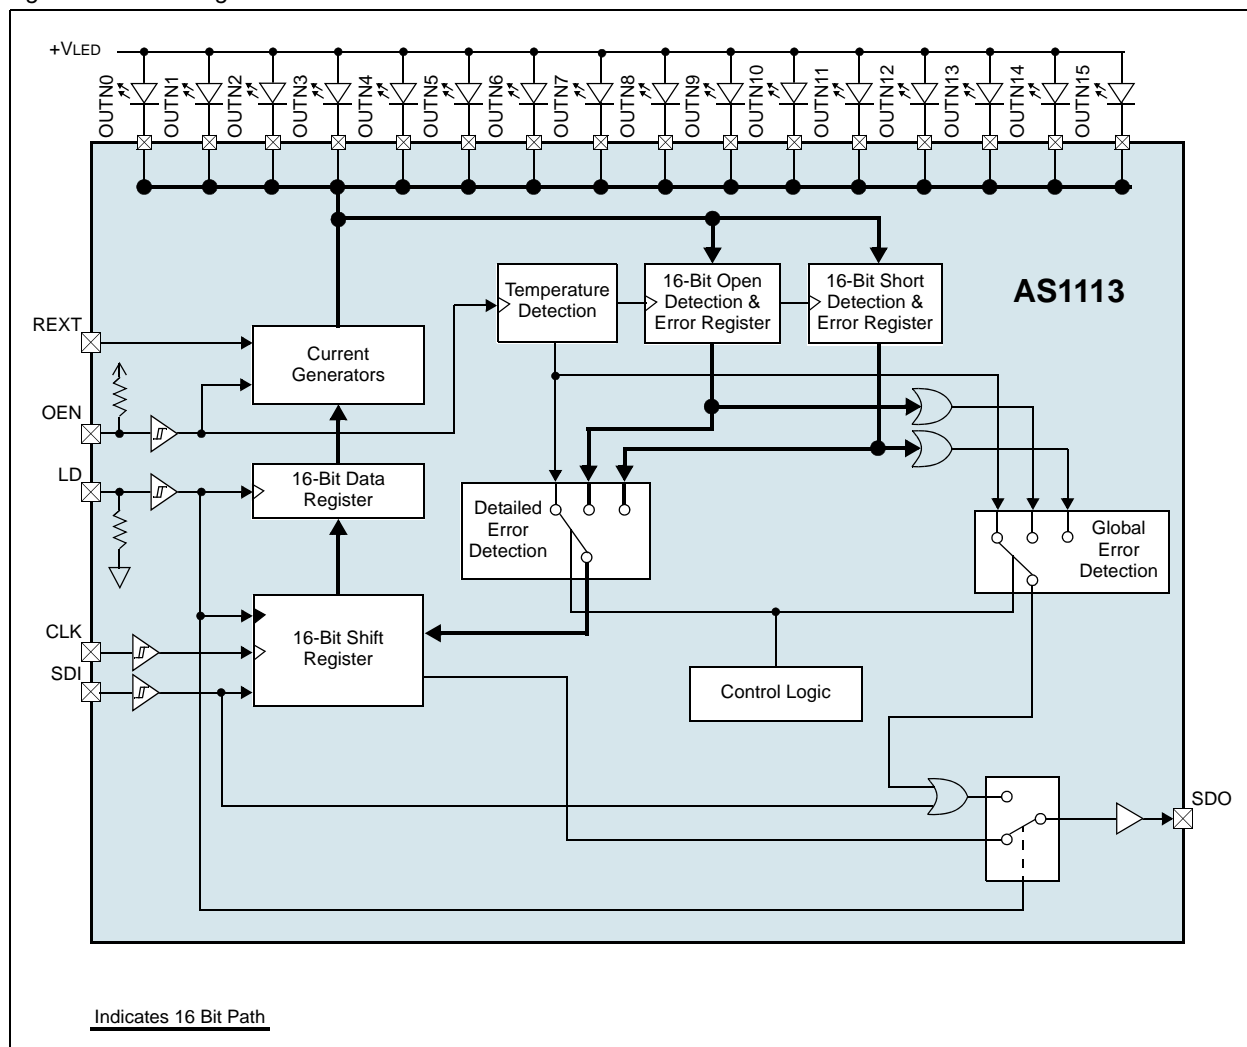 +VLED
OUTN0
OUTN1
OUTN2
OUTN3
OUTN4
OUTN5
OUTN6
OUTN7
OUTN8
OUTN9
OUTN10
OUTN11
OUTN12
OUTN13
OUTN14
OUTN15
Temperature
Detection
16-Bit Open
Detection &
Error Register
16-Bit Short
Detection &
Error Register
AS1113
REXT
Current
Generators
OEN
LD
16-Bit Data
Register
Detailed
Error
Detection
Global
Error
Detection
CLK
16-Bit Shift
Register
SDI
Control Logic
SDO
Indicates 16 Bit Path